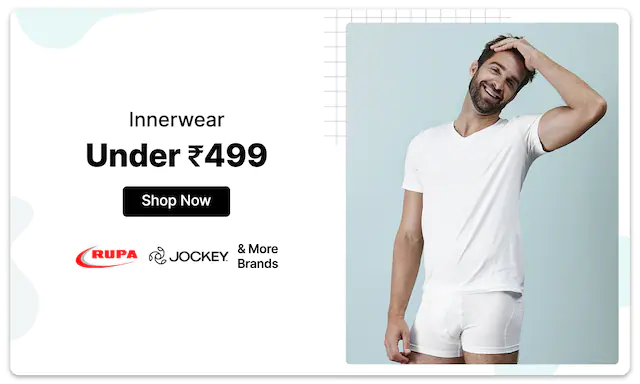 Innerwear
Under ₹499
Shop Now
RUPA
JOCKEY
& More
Brands